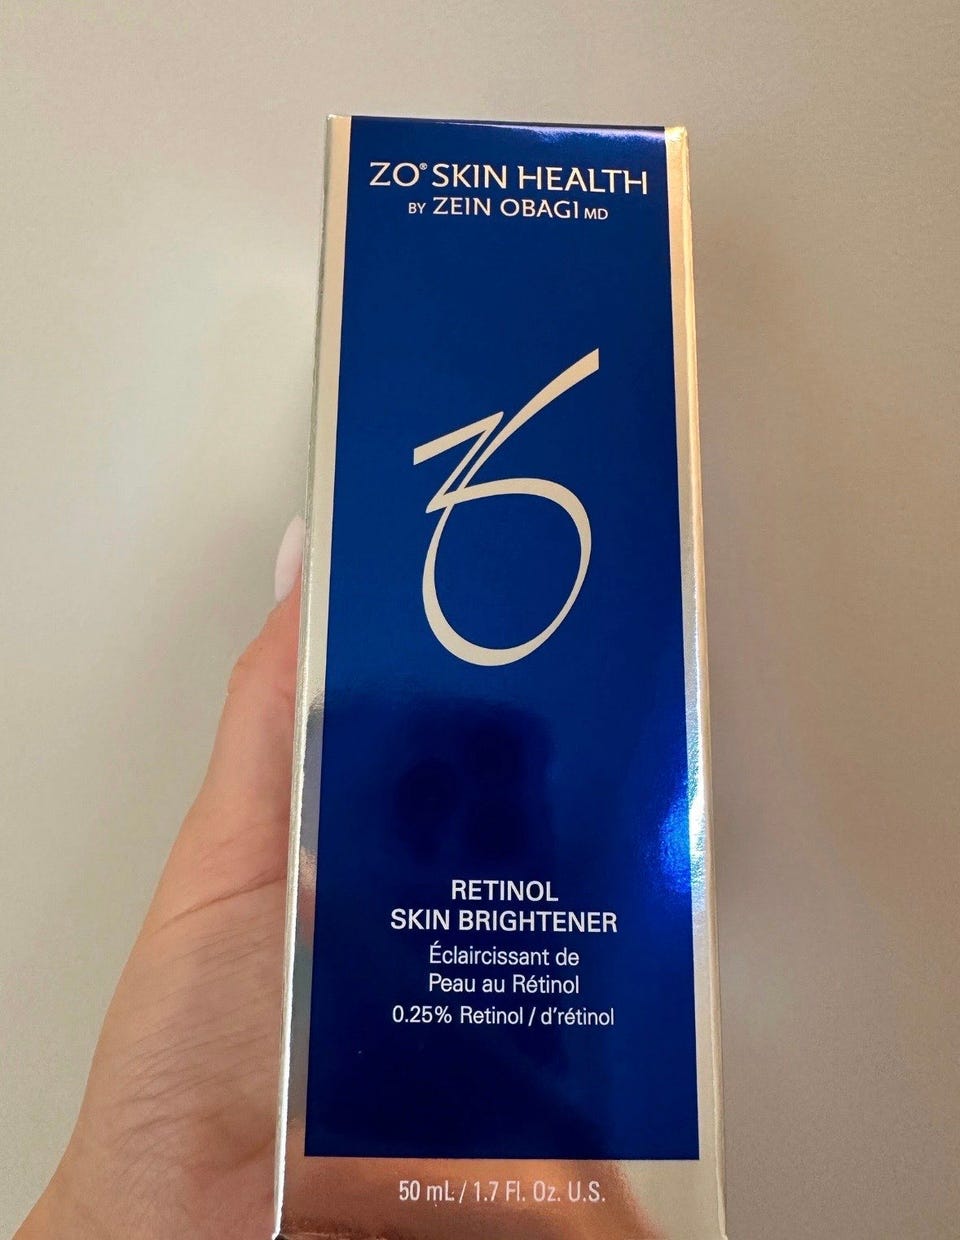 ZO® SKIN HEALTH
BY ZEIN OBAGI MD
ZO
RETINOL
SKIN BRIGHTENER
Éclaircissant de
Peau au Rétinol
0.25% Retinol / d'rétinol
50 mL / 1.7 Fl. Oz. U.S.